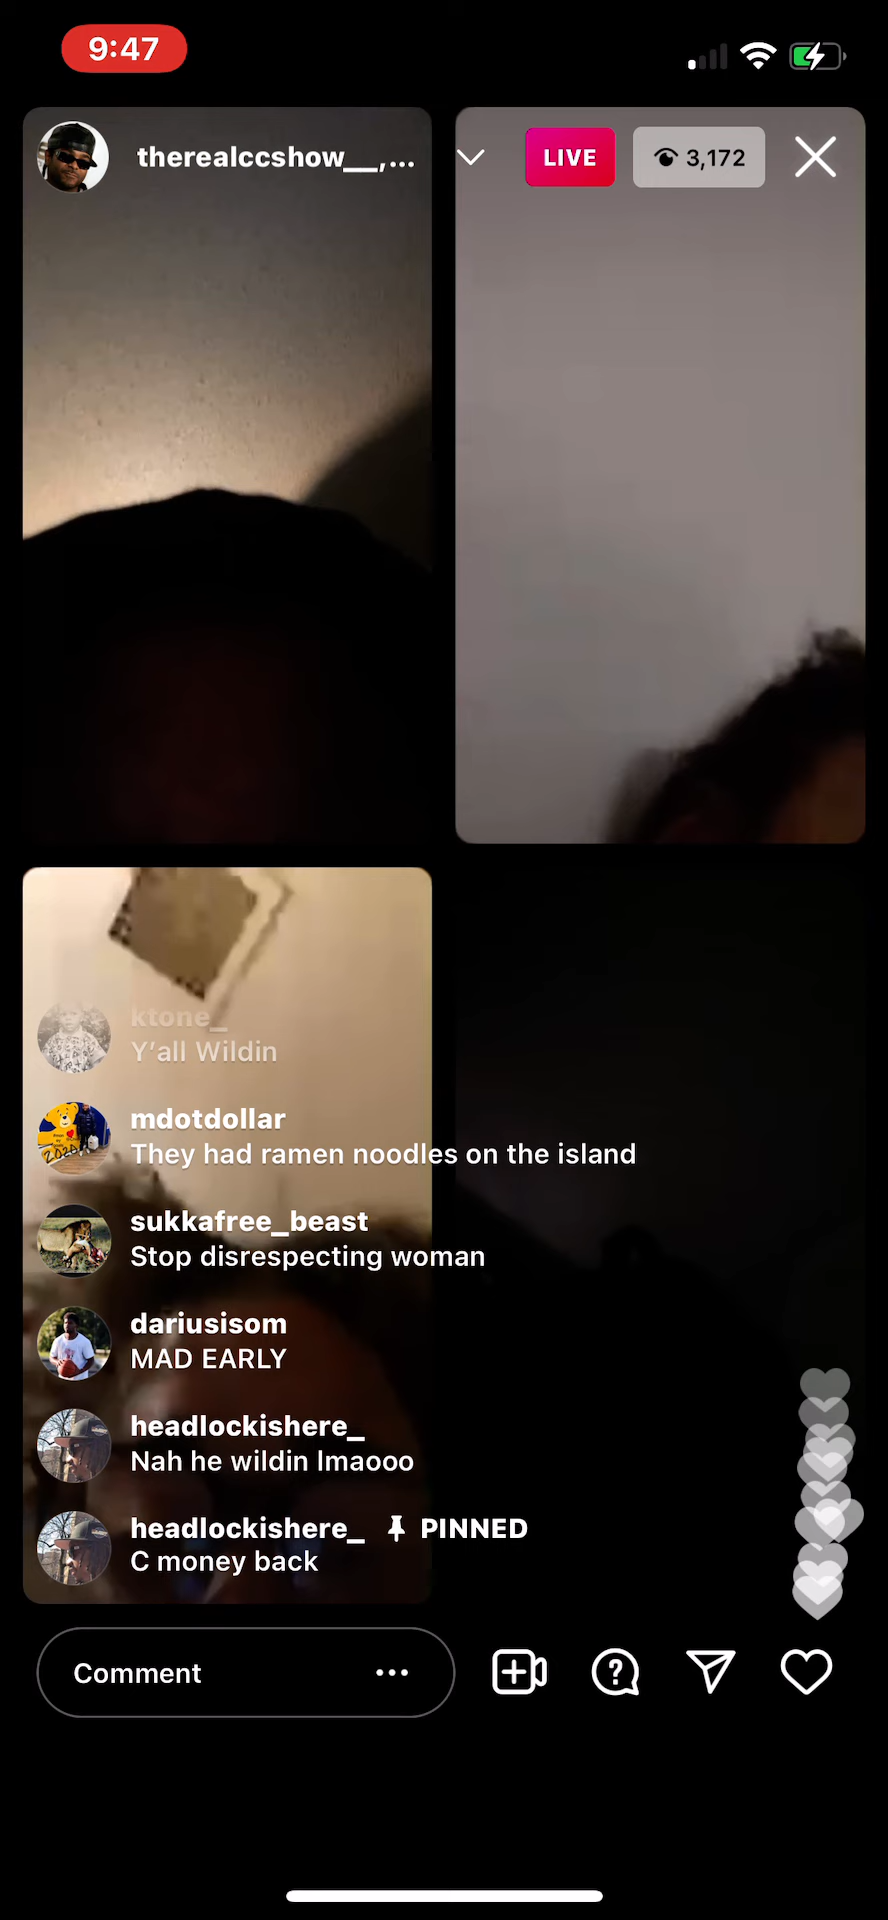 9:47
therealccshow__,...
LIVE
3,172
ktone_
Y'all Wildin
mdotdollar
They had ramen noodles on the island
sukkafree_beast
Stop disrespecting woman
dariusisom
MAD EARLY
headlockishere_
Nah he wildin lmaooo
headlockishere_ PINNED
C money back
Comment